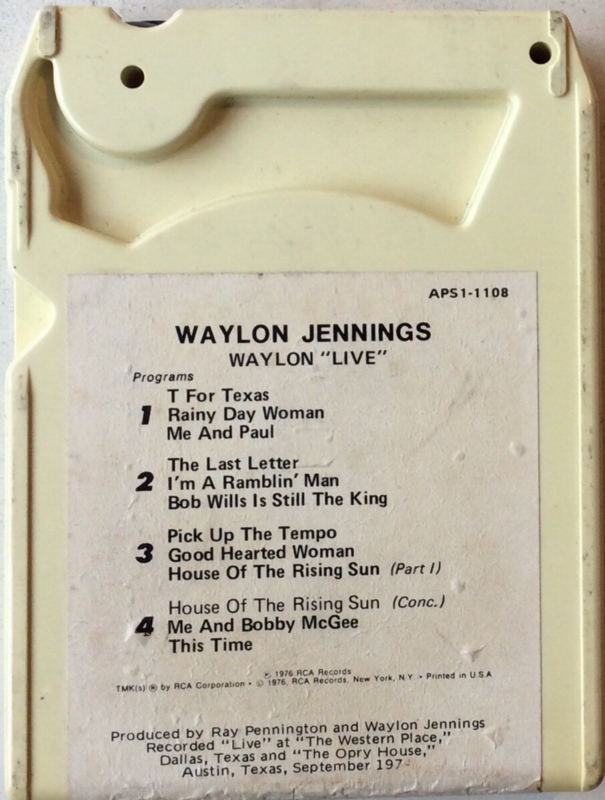 APS1-1108
WAYLON JENNINGS
WAYLON "LIVE"
Programs
1
T For Texas
Rainy Day Woman
Me And Paul
2
The Last Letter
I'm A Ramblin' Man
Bob Wills Is Still The King
3
Pick Up The Tempo
Good Hearted Woman
House Of The Rising Sun (Part I)
4
House Of The Rising Sun (Conc.)
Me And Bobby McGee
This Time
℗ 1976 RCA Records
TMK(s) ® by RCA Corporation • © 1976, RCA Records, New York, N.Y • Printed in U.S.A
Produced by Ray Pennington and Waylon Jennings
Recorded "Live" at "The Western Place,"
Dallas, Texas and "The Opry House,"
Austin, Texas, September 197